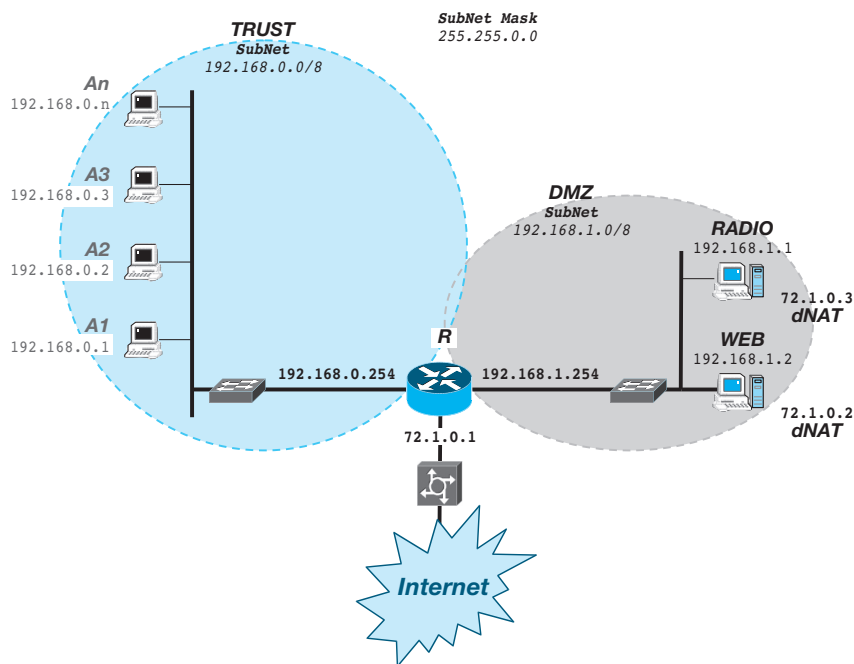 SubNet Mask
255.255.0.0
TRUST
SubNet
192.168.0.0/8
An
192.168.0.n
A3
192.168.0.3
A2
192.168.0.2
A1
192.168.0.1
DMZ
SubNet
192.168.1.0/8
RADIO
192.168.1.1
72.1.0.3
dNAT
WEB
192.168.1.2
72.1.0.2
dNAT
R
192.168.0.254
192.168.1.254
72.1.0.1
Internet